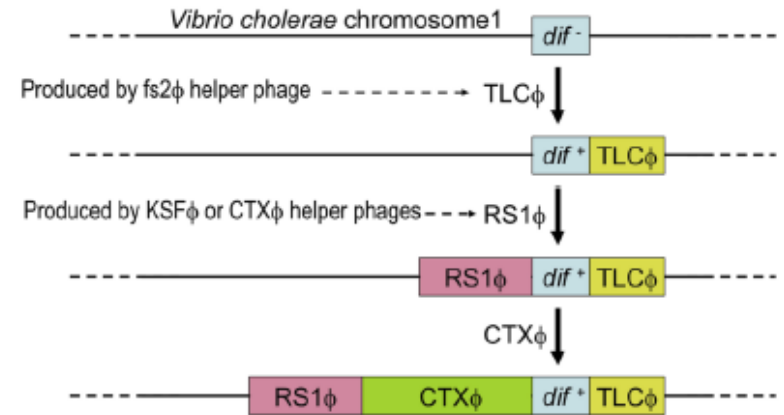 Vibrio cholerae chromosome1
dif -
Produced by fs2ϕ helper phage
TLCϕ
dif + TLCϕ
Produced by KSFϕ or CTXϕ helper phages
RS1ϕ
RS1ϕ dif + TLCϕ
CTXϕ
RS1ϕ CTXϕ dif + TLCϕ